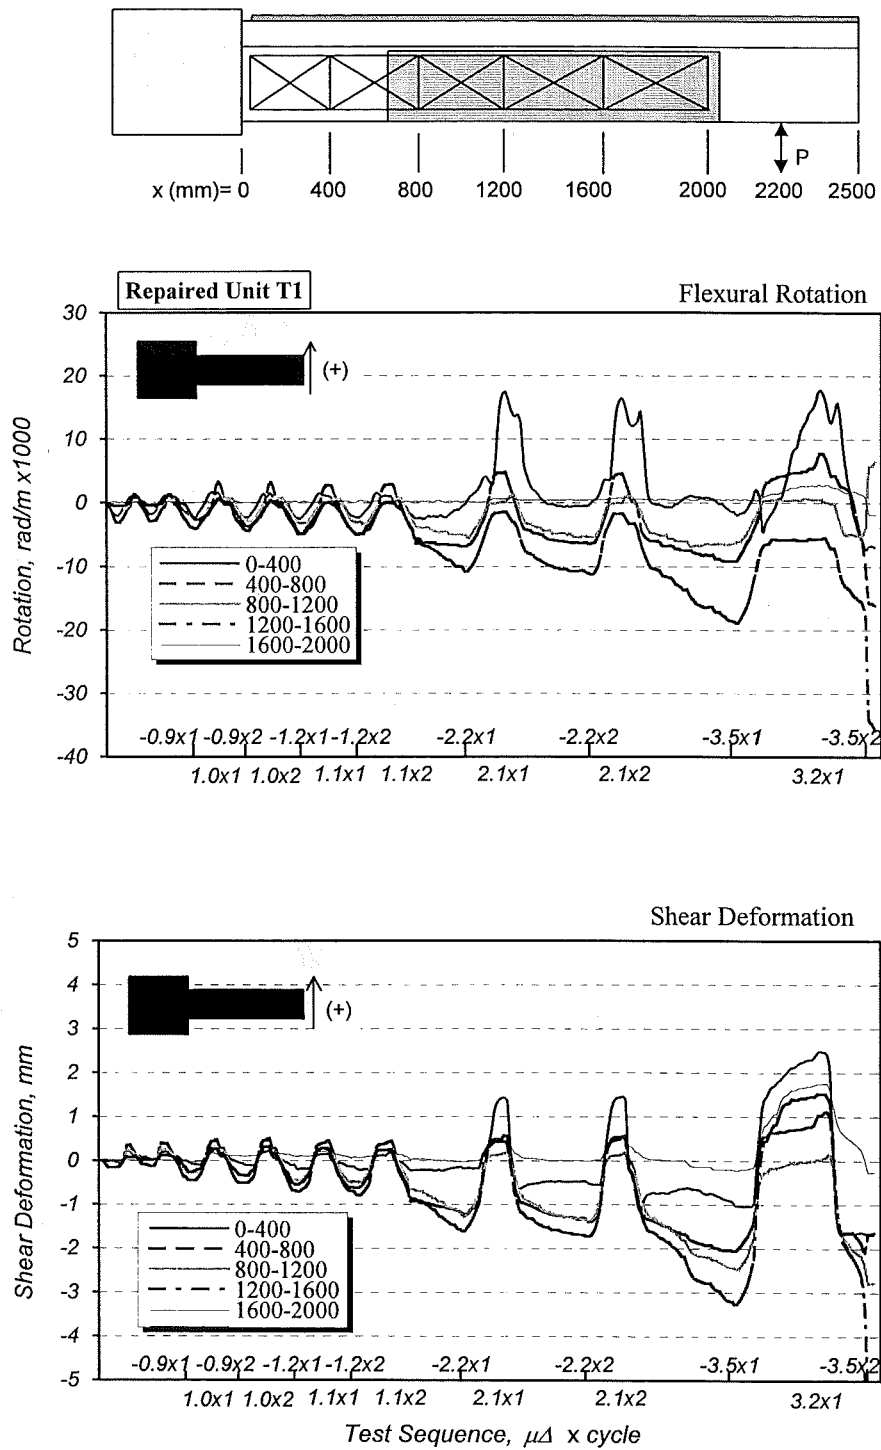 P
x (mm)= 0 400 800 1200 1600 2000 2200 2500
Repaired Unit T1
Flexural Rotation
30
20
10
0
-10
-20
-30
-40
Rotation, rad/m x1000
(+)
0-400
400-800
800-1200
1200-1600
1600-2000
-0.9x1 -0.9x2 -1.2x1 -1.2x2 -2.2x1 -2.2x2 -3.5x1 -3.5x2
1.0x1 1.0x2 1.1x1 1.1x2 2.1x1 2.1x2 3.2x1
Shear Deformation
5
4
3
2
1
0
-1
-2
-3
-4
-5
Shear Deformation, mm
(+)
0-400
400-800
800-1200
1200-1600
1600-2000
-0.9x1 -0.9x2 -1.2x1 -1.2x2 -2.2x1 -2.2x2 -3.5x1 -3.5x2
1.0x1 1.0x2 1.1x1 1.1x2 2.1x1 2.1x2 3.2x1
Test Sequence, μΔ x cycle